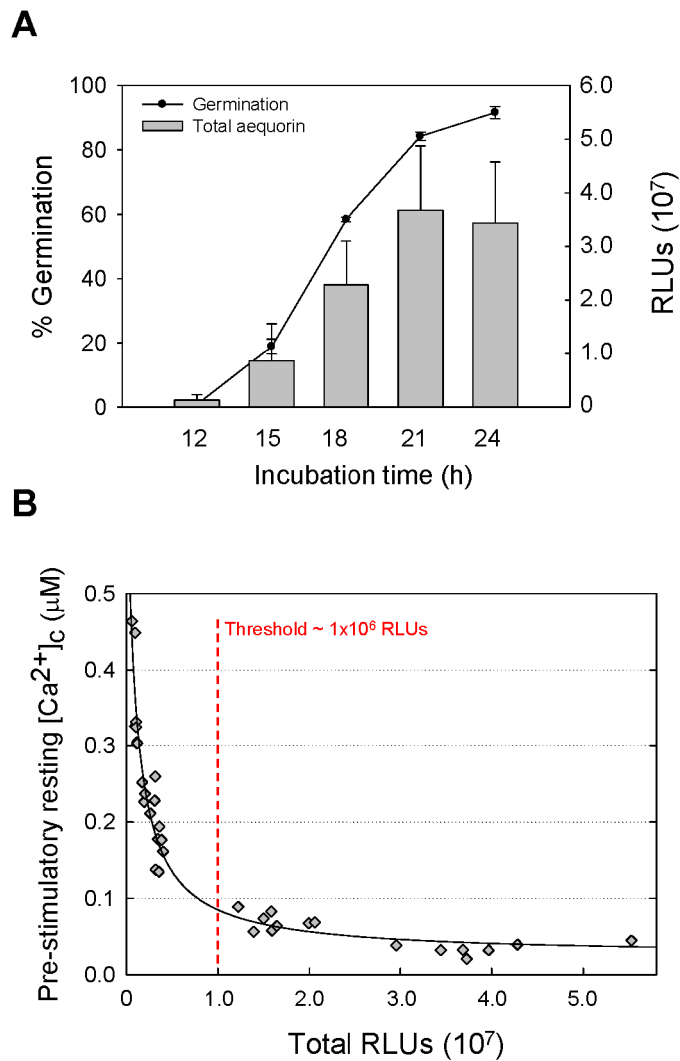 A
100
80
60
40
20
0
% Germination
Germination
Total aequorin
6.0
5.0
4.0
3.0
2.0
1.0
0
RLUs (10⁷)
12 15 18 21 24
Incubation time (h)
B
0.5
0.4
0.3
0.2
0.1
0.0
Pre-stimulatory resting [Ca²⁺]c (μM)
Threshold ~ 1x10⁶ RLUs
0 1.0 2.0 3.0 4.0 5.0
Total RLUs (10⁷)